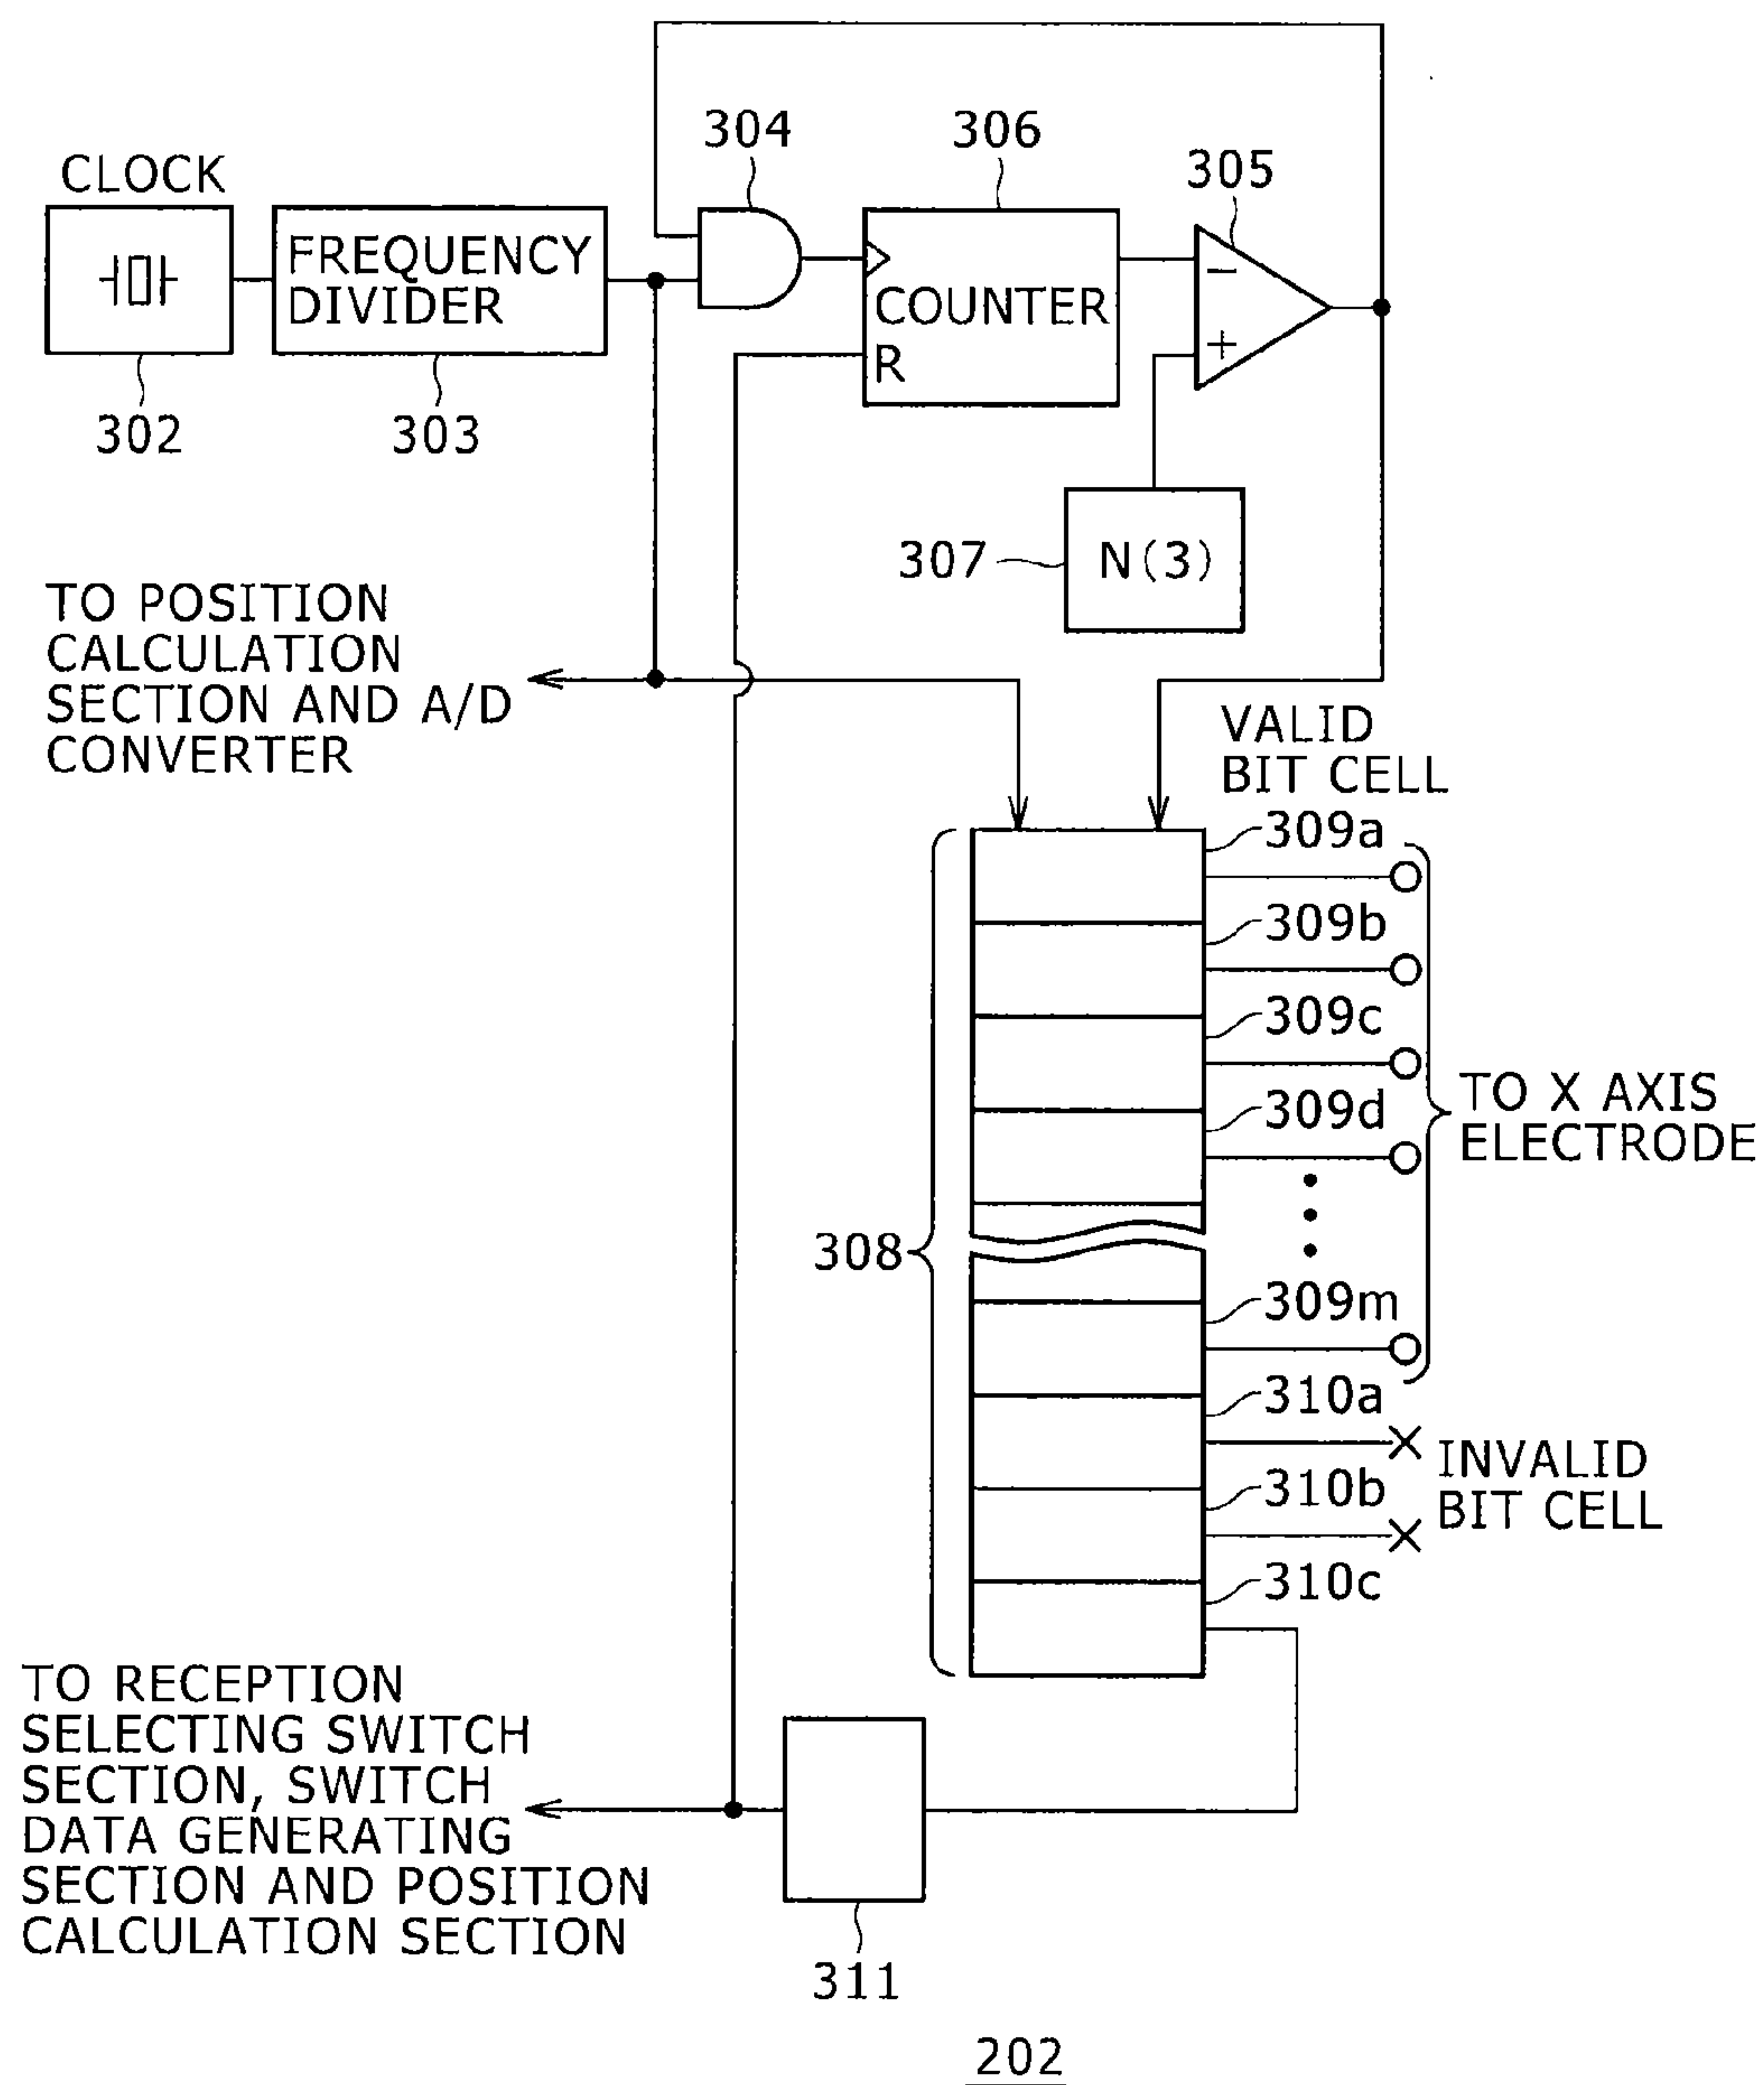 304
306
305
CLOCK
FREQUENCY
DIVIDER
COUNTER
R
−
+
302
303
307
N(3)
TO POSITION
CALCULATION
SECTION AND A/D
CONVERTER
VALID
BIT CELL
309a
309b
309c
309d
TO X AXIS
ELECTRODE
308
309m
310a
310b
INVALID
BIT CELL
310c
TO RECEPTION
SELECTING SWITCH
SECTION, SWITCH
DATA GENERATING
SECTION AND POSITION
CALCULATION SECTION
311
202